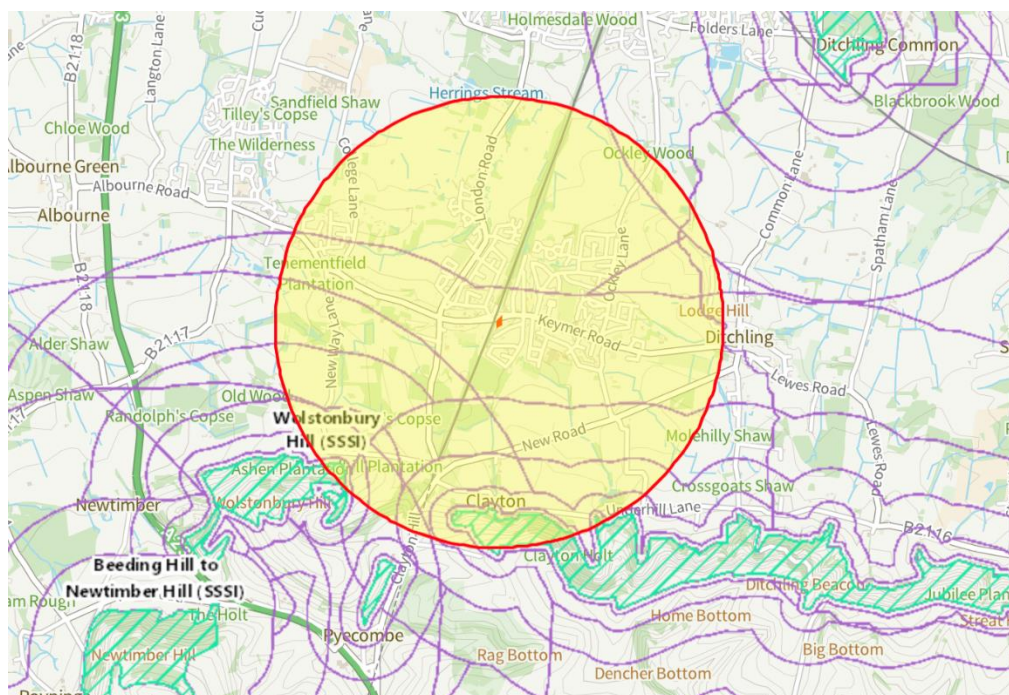 Holmesdale Wood
Folders Lane
Ditchling Common
B2118
Langton Lane
Herrings Stream
Blackbrook Wood
Sandfield Shaw
Tilley's Copse
Chloe Wood
The Wilderness
College Lane
London Road
Ockley Wood
Albourne Green
Albourne Road
Common Lane
Spatham Lane
Albourne
Tenementfield
Plantation
Ockley Lane
B2118
New Way Lane
Keymer Road
Lodge Hill
Ditchling
Alder Shaw
B2117
Lewes Road
Aspen Shaw
Old Wood
Randolph's Copse
Wolstonbury
Hill (SSSI)
New Road
Molehilly Shaw
Ashen Plantation
Plantation
Newtimber
Wolstonbury Hill
Clayton
Crossgoats Shaw
Underhill Lane
B2116
Clayton Hill
Clayton Holt
Beeding Hill to
Newtimber Hill (SSSI)
Ditchling Beacon
The Holt
Home Bottom
Pyecombe
Newtimber Hill
Rag Bottom
Big Bottom
Dencher Bottom